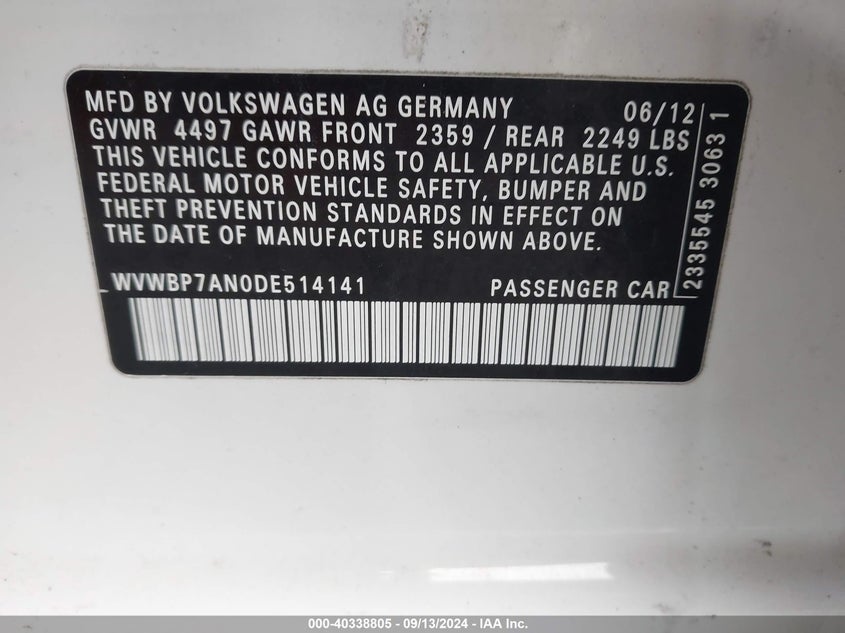 MFD BY VOLKSWAGEN AG GERMANY 06/12
GVWR 4497 GAWR FRONT 2359 / REAR 2249 LBS
THIS VEHICLE CONFORMS TO ALL APPLICABLE U.S.
FEDERAL MOTOR VEHICLE SAFETY, BUMPER AND
THEFT PREVENTION STANDARDS IN EFFECT ON
THE DATE OF MANUFACTURE SHOWN ABOVE.
WVWBP7AN0DE514141 PASSENGER CAR
2335545 3063 1
000-40338805 - 09/13/2024 - IAA Inc.